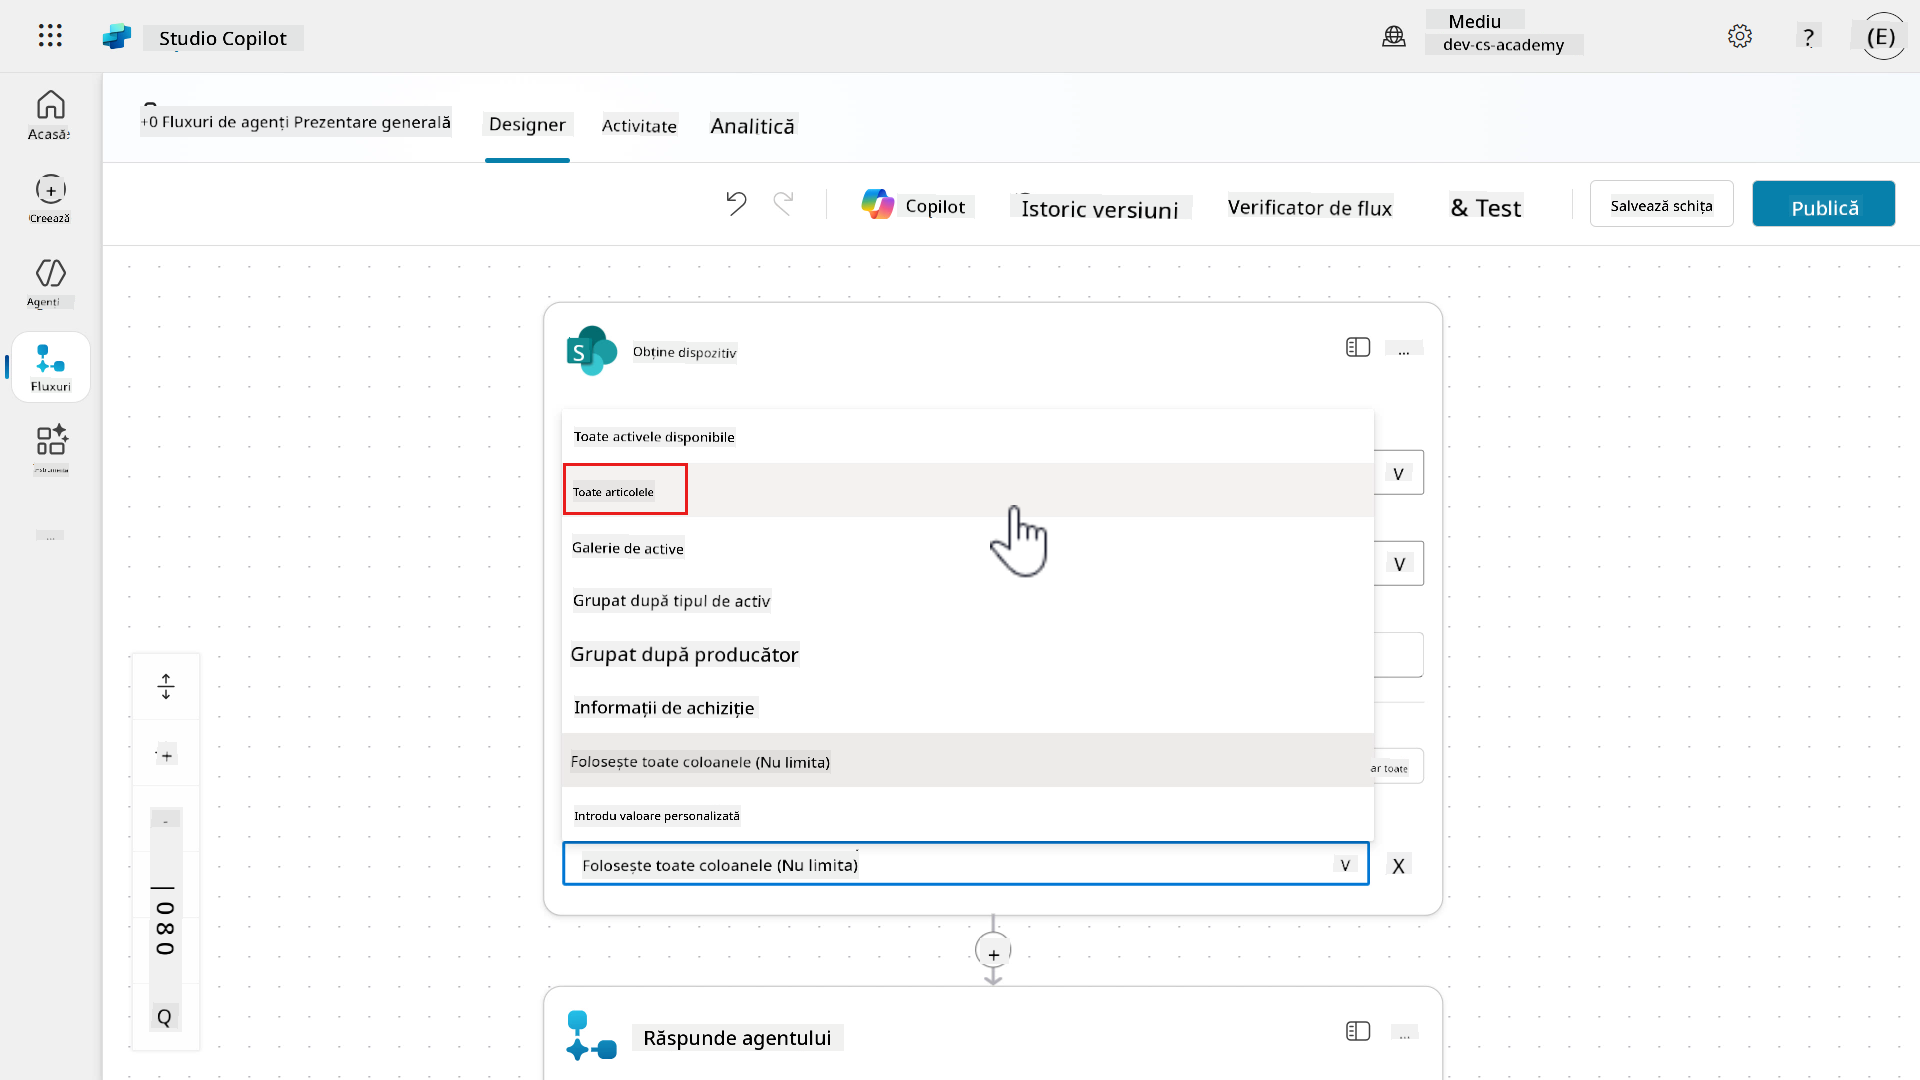 Studio Copilot
Mediu
dev-cs-academy
?
(E)
+0 Fluxuri de agenți Prezentare generală
Designer
Activitate
Analitică
Acasă
Creează
Agenți
Fluxuri
...
Copilot
Istoric versiuni
Verificator de flux
& Test
Salvează schița
Publică
S
Obține dispozitiv
...
Toate activele disponibile
Toate articolele
V
Galerie de active
V
Grupat după tipul de activ
Grupat după producător
Informații de achiziție
Folosește toate coloanele (Nu limita)
ar toate
Introdu valoare personalizată
Folosește toate coloanele (Nu limita)
V
X
+
-
| 080
Q
+
Răspunde agentului
...